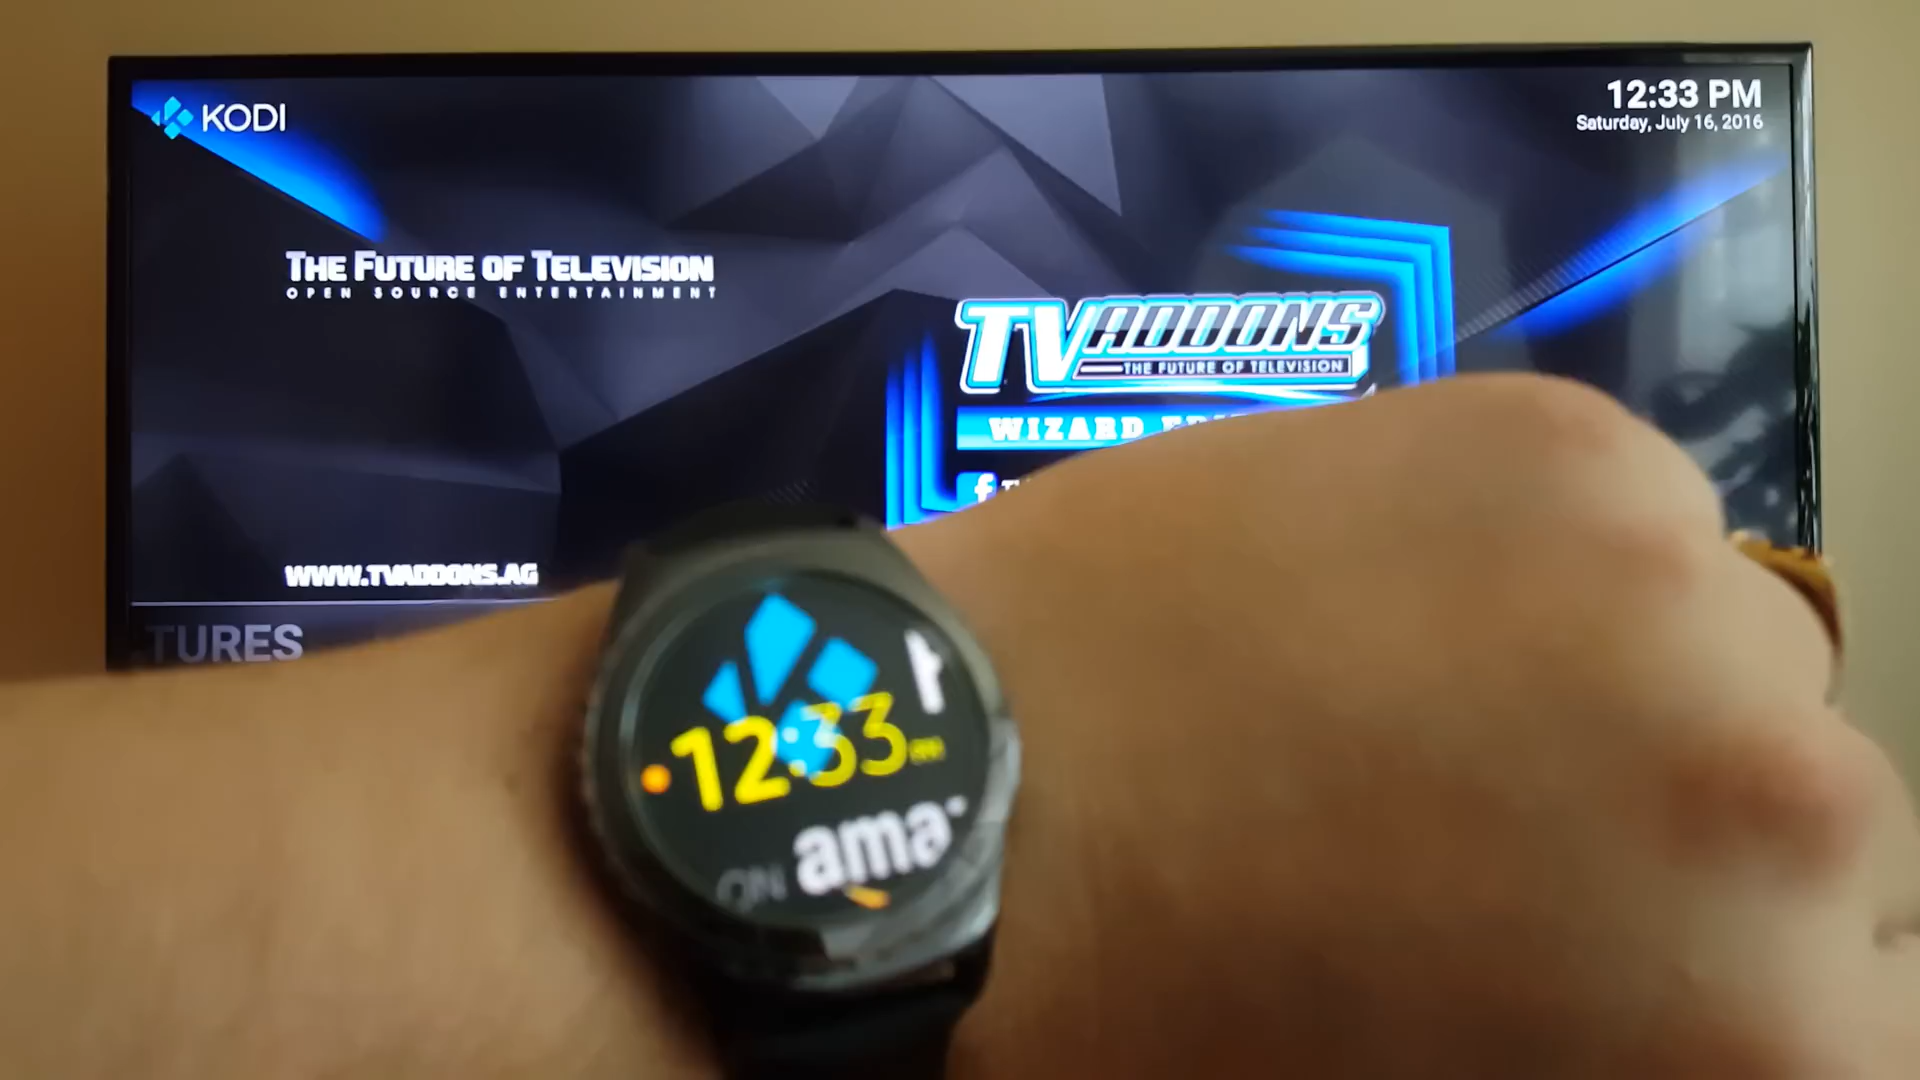 KODI
12:33 PM
Saturday, July 16, 2016
THE FUTURE OF TELEVISION
OPEN SOURCE ENTERTAINMENT
TVADDONS
THE FUTURE OF TELEVISION
WIZARD
WWW.TVADDONS.AG
TURES
12:33
ON ama